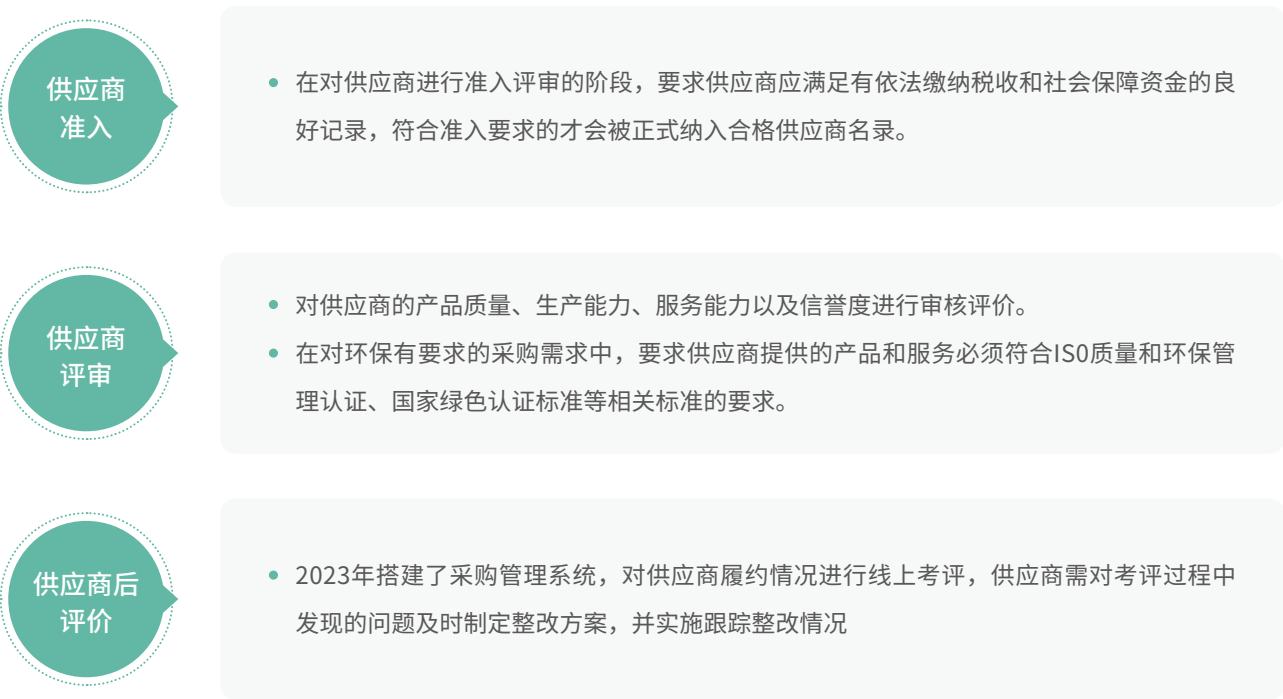 供应商
准入
在对供应商进行准入评审的阶段，要求供应商应满足有依法缴纳税收和社会保障资金的良
好记录，符合准入要求的才会被正式纳入合格供应商名录。
供应商
评审
对供应商的产品质量、生产能力、服务能力以及信誉度进行审核评价。
在对环保有要求的采购需求中，要求供应商提供的产品和服务必须符合IS0质量和环保管
理认证、国家绿色认证标准等相关标准的要求。
供应商后
评价
2023年搭建了采购管理系统，对供应商履约情况进行线上考评，供应商需对考评过程中
发现的问题及时制定整改方案，并实施跟踪整改情况